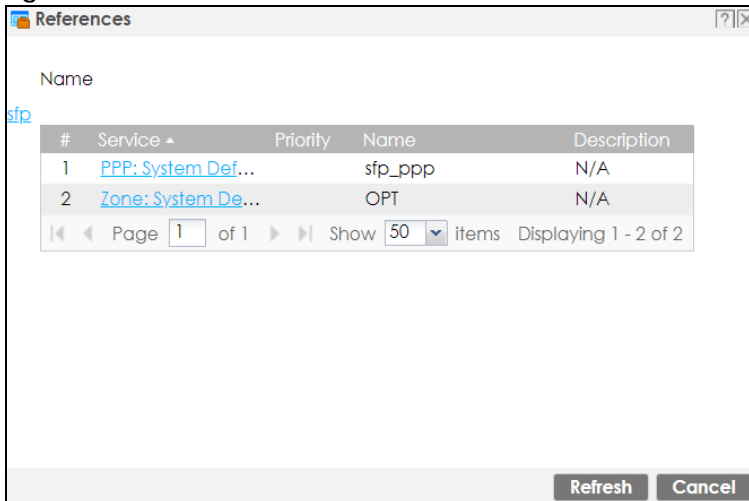 References
Name
sfp
# Service Priority Name Description
1 PPP: System Def... sfp_ppp N/A
2 Zone: System De... OPT N/A
Page 1 of 1 Show 50 items Displaying 1 - 2 of 2
Refresh Cancel